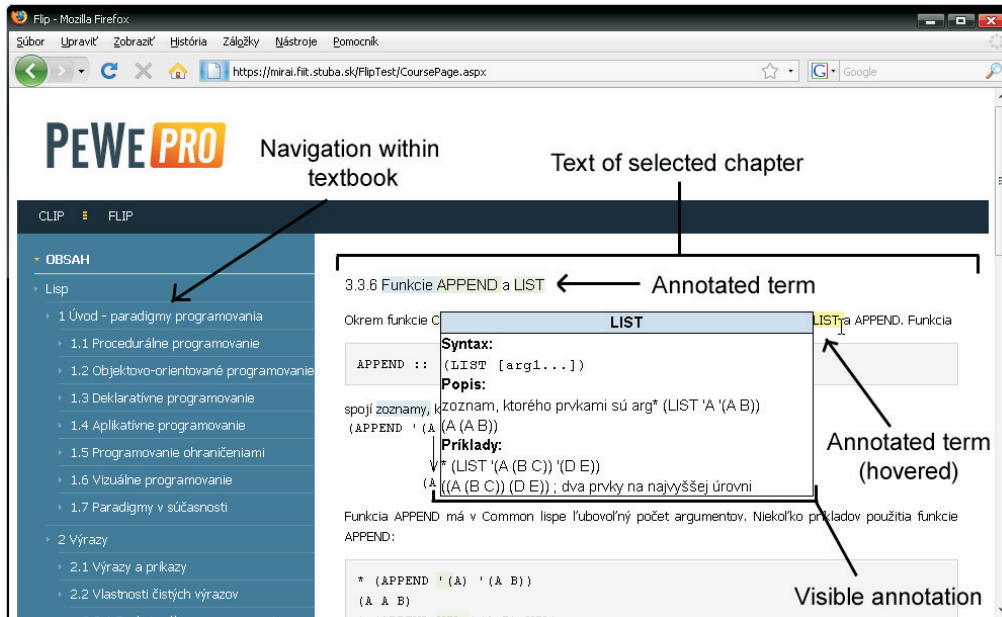 Flip - Mozilla Firefox
Súbor Upraviť Zobraziť História Záložky Nástroje Pomocník
https://mirai.fiit.stuba.sk/FlipTest/CoursePage.aspx
Google
PEWE PRO
Navigation within
textbook
Text of selected chapter
CLIP FLIP
OBSAH
Lisp
1 Úvod - paradigmy programovania
1.1 Procedurálne programovanie
1.2 Objektovo-orientované programovanie
1.3 Deklaratívne programovanie
1.4 Aplikatívne programovanie
1.5 Programovanie ohraničeniami
1.6 Vizuálne programovanie
1.7 Paradigmy v súčasnosti
2 Výrazy
2.1 Výrazy a príkazy
2.2 Vlastnosti čistých výrazov
3.3.6 Funkcie APPEND a LIST
Annotated term
Okrem funkcie C LIST a APPEND. Funkcia
APPEND ::
spojí zoznamy, k
(APPEND '(A
(A
LIST
Syntax:
(LIST [arg1...])
Popis:
zoznam, ktorého prvkami sú arg* (LIST 'A '(A B))
(A (A B))
Príklady:
* (LIST '(A (B C)) '(D E))
((A (B C)) (D E)) ; dva prvky na najvyššej úrovni
Annotated term
(hovered)
Funkcia APPEND má v Common lispe ľubovoľný počet argumentov. Niekoľko príkladov použitia funkcie
APPEND:
* (APPEND '(A) '(A B))
(A A B)
Visible annotation